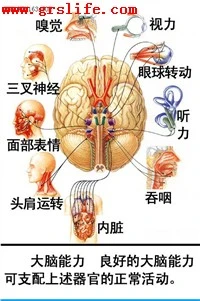 www.grslife.com
嗅觉
视力
三叉神经
眼球转动
听
力
面部表情
吞咽
头肩运转
内脏
大脑能力 良好的大脑能力
可支配上述器官的正常活动。